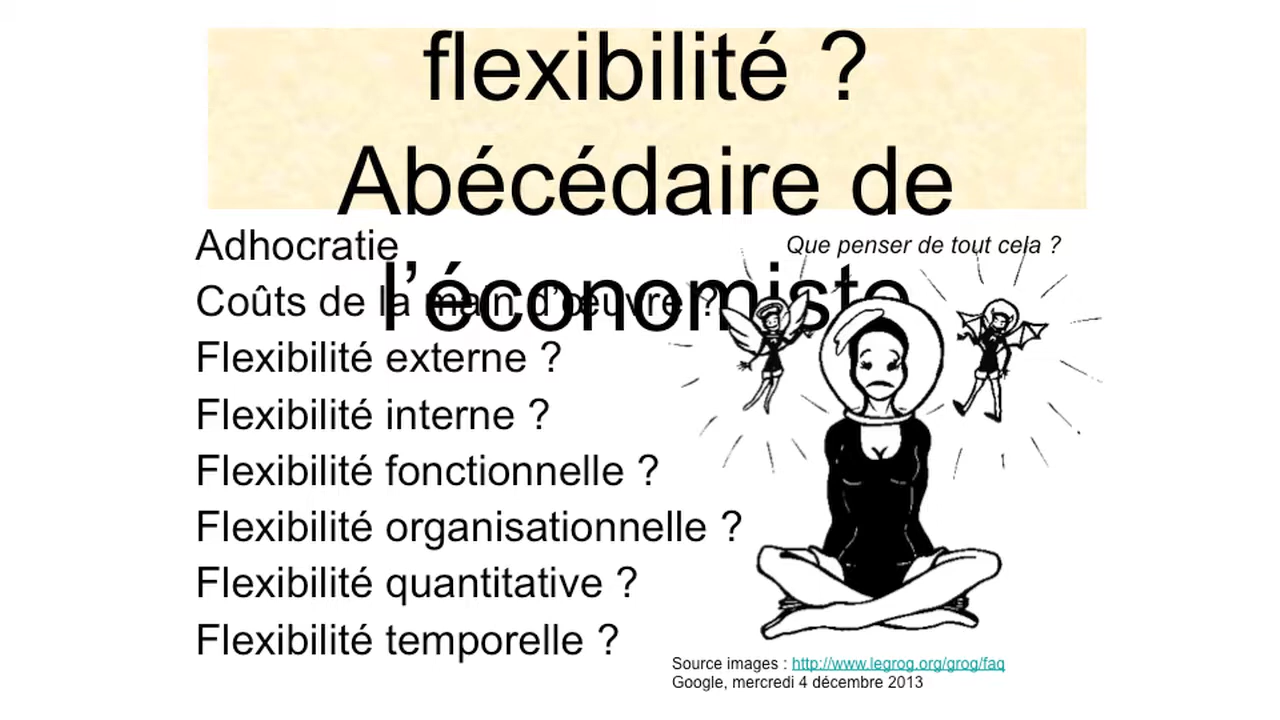 flexibilité ?
Abécédaire de
l’économiste
Adhocratie
Que penser de tout cela ?
Coûts de la main d’œuvre ?
Flexibilité externe ?
Flexibilité interne ?
Flexibilité fonctionnelle ?
Flexibilité organisationnelle ?
Flexibilité quantitative ?
Flexibilité temporelle ?
Source images : http://www.legrog.org/grog/faq
Google, mercredi 4 décembre 2013